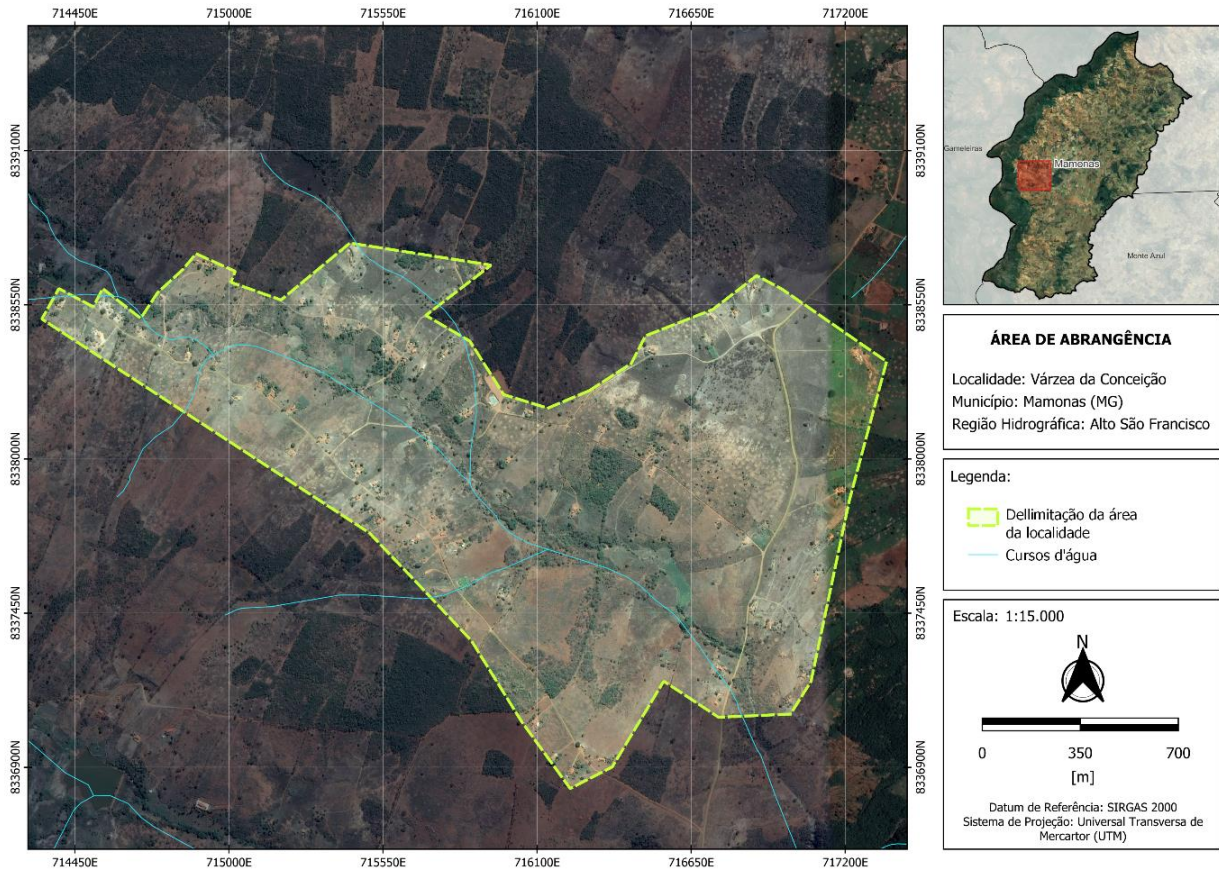 714450E 715000E 715550E 716100E 716650E 717200E
8339100N
8338550N
8338000N
8337450N
8336900N
8339100N
8338550N
8338000N
8337450N
8336900N
714450E 715000E 715550E 716100E 716650E 717200E
Gameleiras
Mamonas
Monte Azul
ÁREA DE ABRANGÊNCIA
Localidade: Várzea da Conceição
Município: Mamonas (MG)
Região Hidrográfica: Alto São Francisco
Legenda:
Dellimitação da área
da localidade
Cursos d'água
Escala: 1:15.000
N
0 350 700
[m]
Datum de Referência: SIRGAS 2000
Sistema de Projeção: Universal Transversa de
Mercartor (UTM)